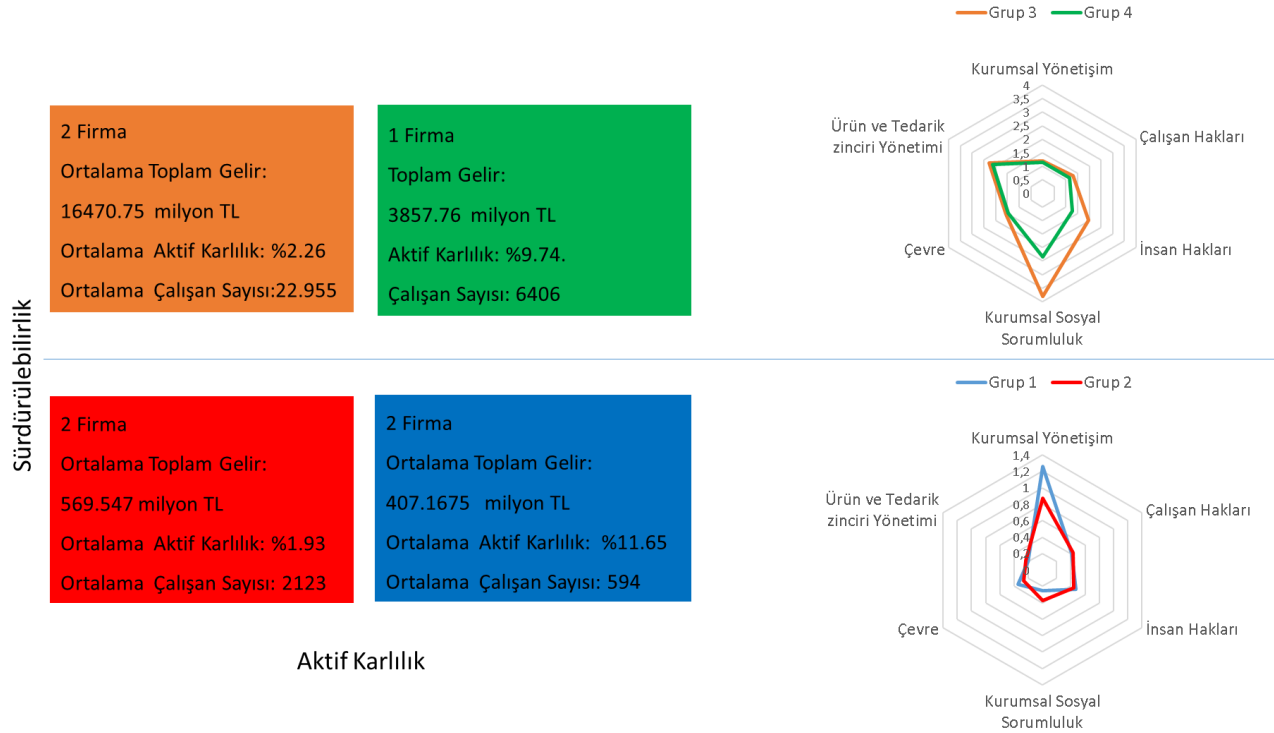 Grup 3
Grup 4
Kurumsal Yönetişim
4
3,5
3
2,5
2
1,5
1
0,5
0
Ürün ve Tedarik
zinciri Yönetimi
Çalışan Hakları
Çevre
İnsan Hakları
Kurumsal Sosyal
Sorumluluk
2 Firma
Ortalama Toplam Gelir:
16470.75 milyon TL
Ortalama Aktif Karlılık: %2.26
Ortalama Çalışan Sayısı:22.955
1 Firma
Toplam Gelir:
3857.76 milyon TL
Aktif Karlılık: %9.74.
Çalışan Sayısı: 6406
Sürdürülebilirlik
2 Firma
Ortalama Toplam Gelir:
569.547 milyon TL
Ortalama Aktif Karlılık: %1.93
Ortalama Çalışan Sayısı: 2123
2 Firma
Ortalama Toplam Gelir:
407.1675 milyon TL
Ortalama Aktif Karlılık: %11.65
Ortalama Çalışan Sayısı: 594
Aktif Karlılık
Grup 1
Grup 2
Kurumsal Yönetişim
1,4
1,2
1
0,8
0,6
0,4
0,2
0
Ürün ve Tedarik
zinciri Yönetimi
Çalışan Hakları
Çevre
İnsan Hakları
Kurumsal Sosyal
Sorumluluk